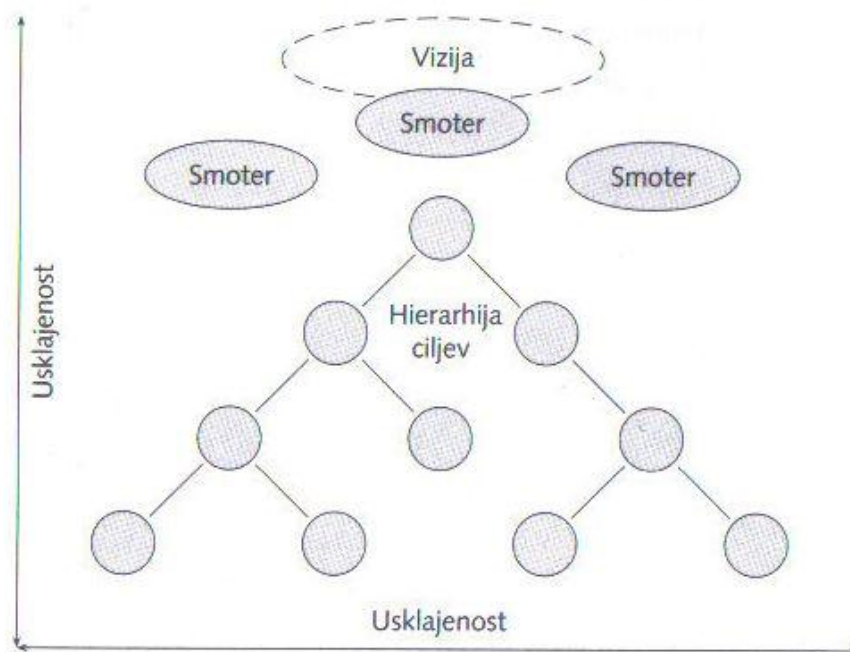 Vizija
Smoter
Smoter
Smoter
Hierarhija
ciljev
Usklajenost
Usklajenost